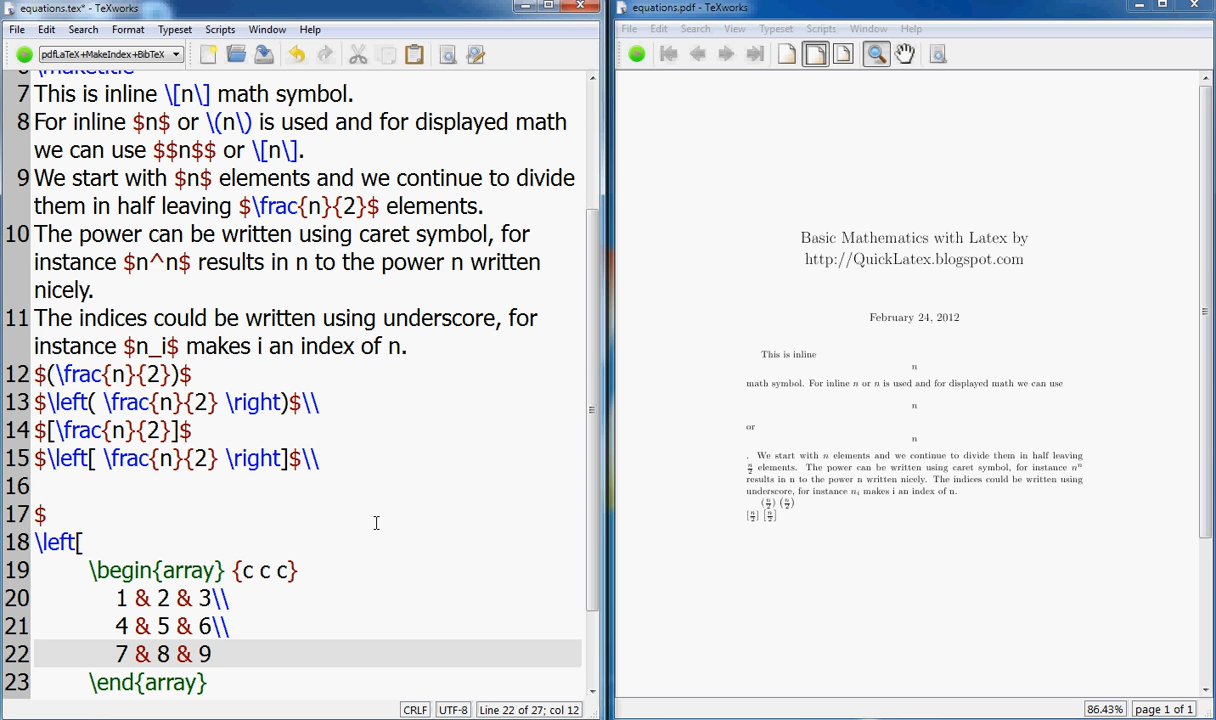 equations.tex* - TeXworks
File Edit Search Format Typeset Scripts Window Help
pdfLaTeX+MakeIndex+BibTeX
7 This is inline \[n\] math symbol.
8 For inline $n$ or \(n\) is used and for displayed math
we can use $$n$$ or \[n\].
9 We start with $n$ elements and we continue to divide
them in half leaving $\frac{n}{2}$ elements.
10 The power can be written using caret symbol, for
instance $n^n$ results in n to the power n written
nicely.
11 The indices could be written using underscore, for
instance $n_i$ makes i an index of n.
12 $(\frac{n}{2})$
13 $\left( \frac{n}{2} \right)$\\
14 $[\frac{n}{2}]$
15 $\left[ \frac{n}{2} \right]$\\
16
17 $
18 \left[
19 \begin{array} {c c c}
20 1 & 2 & 3\\
21 4 & 5 & 6\\
22 7 & 8 & 9
23 \end{array}
CRLF UTF-8 Line 22 of 27; col 12
equations.pdf - TeXworks
File Edit Search View Typeset Scripts Window Help
Basic Mathematics with Latex by
http://QuickLatex.blogspot.com
February 24, 2012
This is inline
n
math symbol. For inline n or n is used and for displayed math we can use
n
or
n
. We start with n elements and we continue to divide them in half leaving
n/2 elements. The power can be written using caret symbol, for instance nⁿ
results in n to the power n written nicely. The indices could be written using
underscore, for instance nᵢ makes i an index of n.
(n/2) (n/2)
[n/2] [n/2]
86.43% page 1 of 1